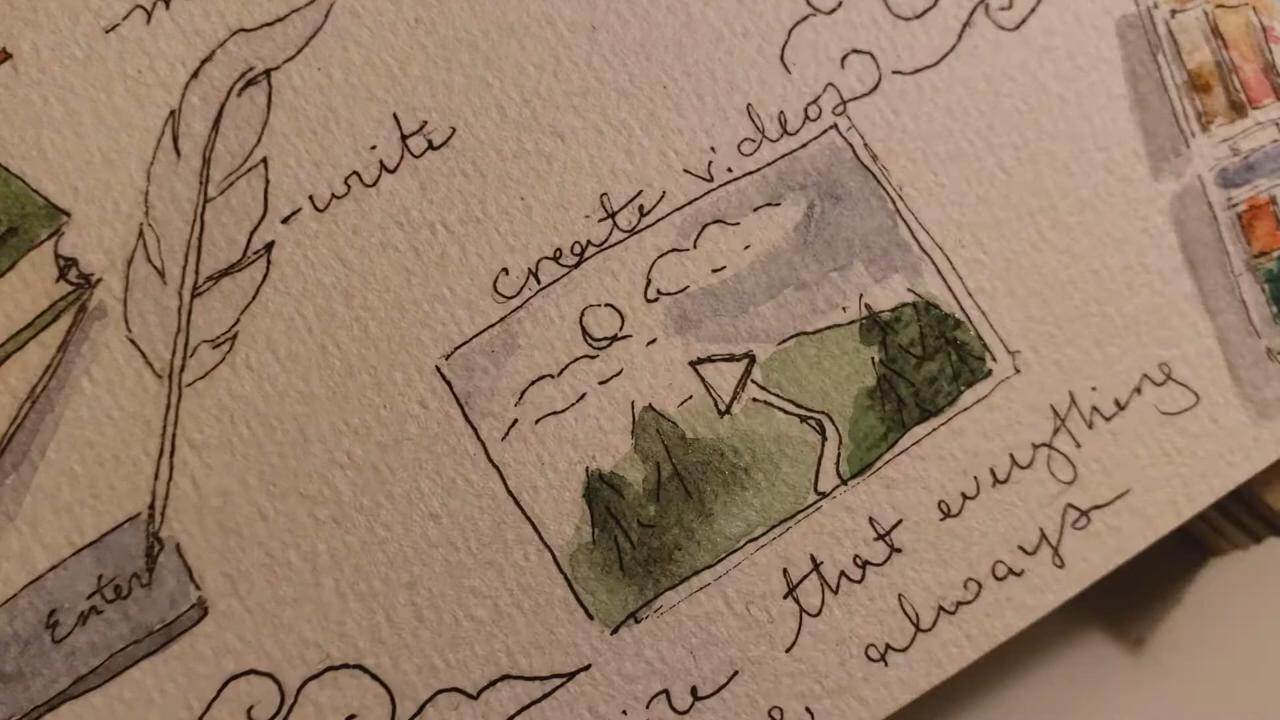 -write
create videos
Enter
that everything
always